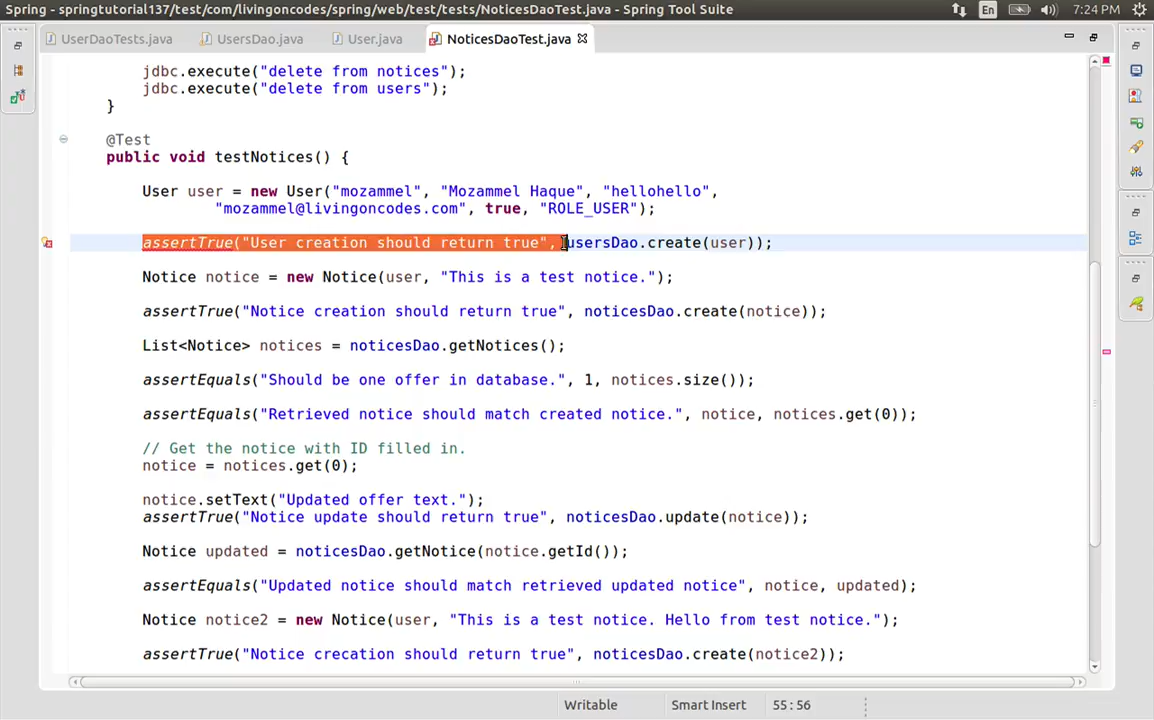 Spring - springtutorial137/test/com/livingoncodes/spring/web/test/tests/NoticesDaoTest.java - Spring Tool Suite
En
7:24 PM
UserDaoTests.java
UsersDao.java
User.java
NoticesDaoTest.java
jdbc.execute("delete from notices");
jdbc.execute("delete from users");
}
@Test
public void testNotices() {
User user = new User("mozammel", "Mozammel Haque", "hellohello",
"mozammel@livingoncodes.com", true, "ROLE_USER");
assertTrue("User creation should return true", usersDao.create(user));
Notice notice = new Notice(user, "This is a test notice.");
assertTrue("Notice creation should return true", noticesDao.create(notice));
List<Notice> notices = noticesDao.getNotices();
assertEquals("Should be one offer in database.", 1, notices.size());
assertEquals("Retrieved notice should match created notice.", notice, notices.get(0));
// Get the notice with ID filled in.
notice = notices.get(0);
notice.setText("Updated offer text.");
assertTrue("Notice update should return true", noticesDao.update(notice));
Notice updated = noticesDao.getNotice(notice.getId());
assertEquals("Updated notice should match retrieved updated notice", notice, updated);
Notice notice2 = new Notice(user, "This is a test notice. Hello from test notice.");
assertTrue("Notice crecation should return true", noticesDao.create(notice2));
Writable
Smart Insert
55 : 56